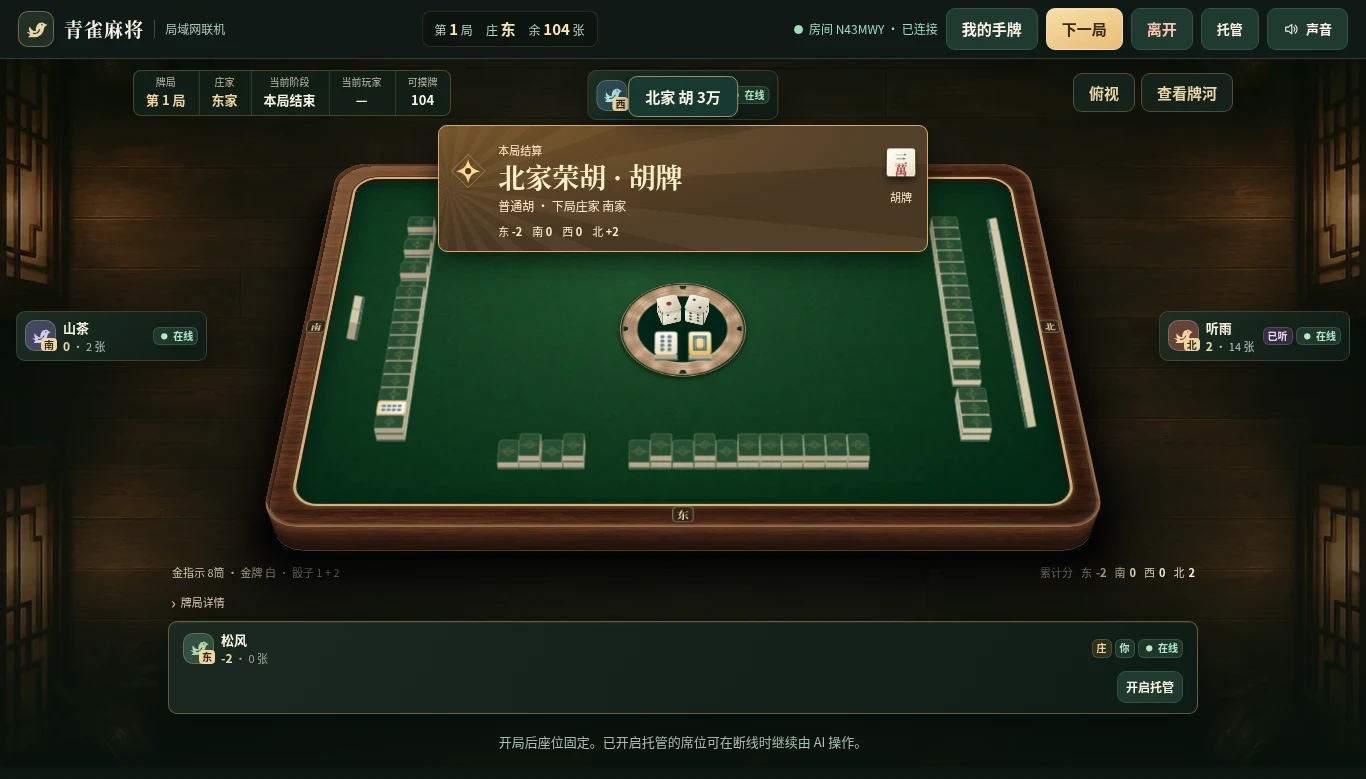 青雀麻将 局域网联机
第 1 局 庄 东 余 104 张
房间 N43MWY · 已连接
我的手牌
下一局
离开
托管
声音
牌局 庄家 当前阶段 当前玩家 可摸牌
第 1 局 东家 本局结束 — 104
西
北家 胡 3万
在线
俯视
查看牌河
本局结算
北家荣胡 · 胡牌
普通胡 · 下局庄家 南家
东 -2 南 0 西 0 北 +2
三萬
胡牌
南
北
山茶
南
0 · 2 张
在线
听雨
北
2 · 14 张
已听
在线
东
金指示 8筒 · 金牌 白 · 骰子 1 + 2
累计分 东 -2 南 0 西 0 北 2
› 牌局详情
松风
东
-2 · 0 张
庄
你
在线
开启托管
开局后座位固定。已开启托管的席位可在断线时继续由 AI 操作。